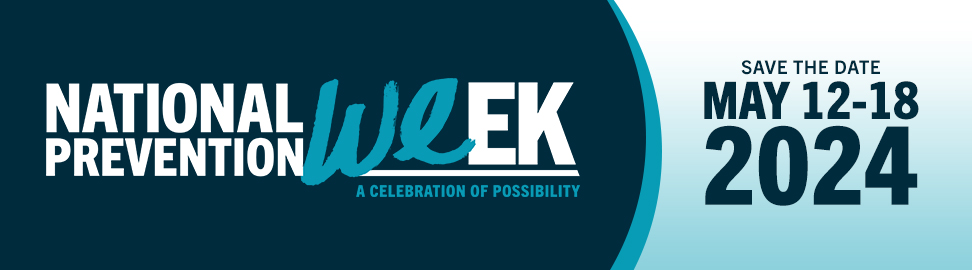 NATIONAL
PREVENTION
weEK
A CELEBRATION OF POSSIBILITY
SAVE THE DATE
MAY 12-18
2024